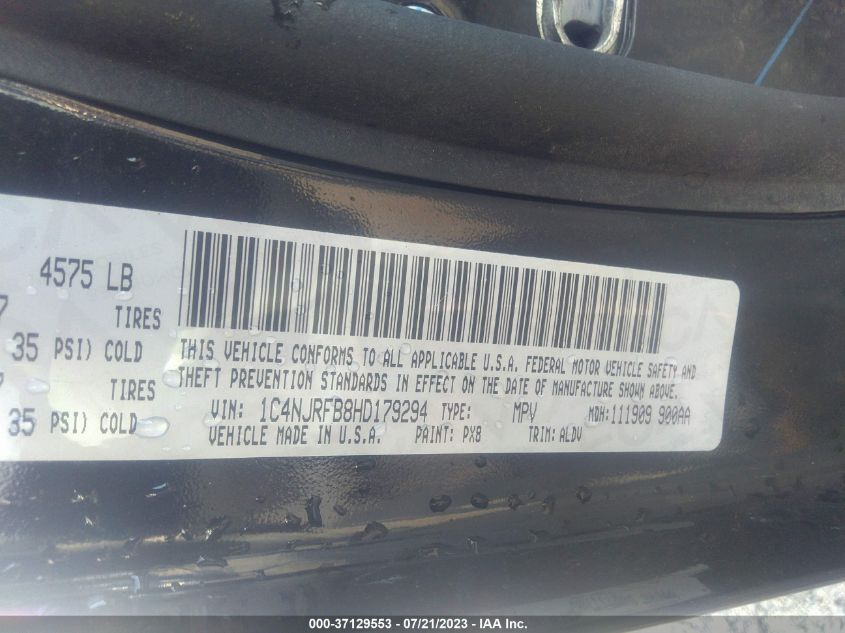 4575 LB
7 TIRES
35 PSI) COLD
TIRES
35 PSI) COLD
THIS VEHICLE CONFORMS TO ALL APPLICABLE U.S.A. FEDERAL MOTOR VEHICLE SAFETY AND
THEFT PREVENTION STANDARDS IN EFFECT ON THE DATE OF MANUFACTURE SHOWN ABOVE.
VIN: 1C4NJRFB8HD179294 TYPE: MPV MDH:111909 900AA
VEHICLE MADE IN U.S.A. PAINT: PX8 TRIM: ALDV
000-37129553 - 07/21/2023 - IAA Inc.